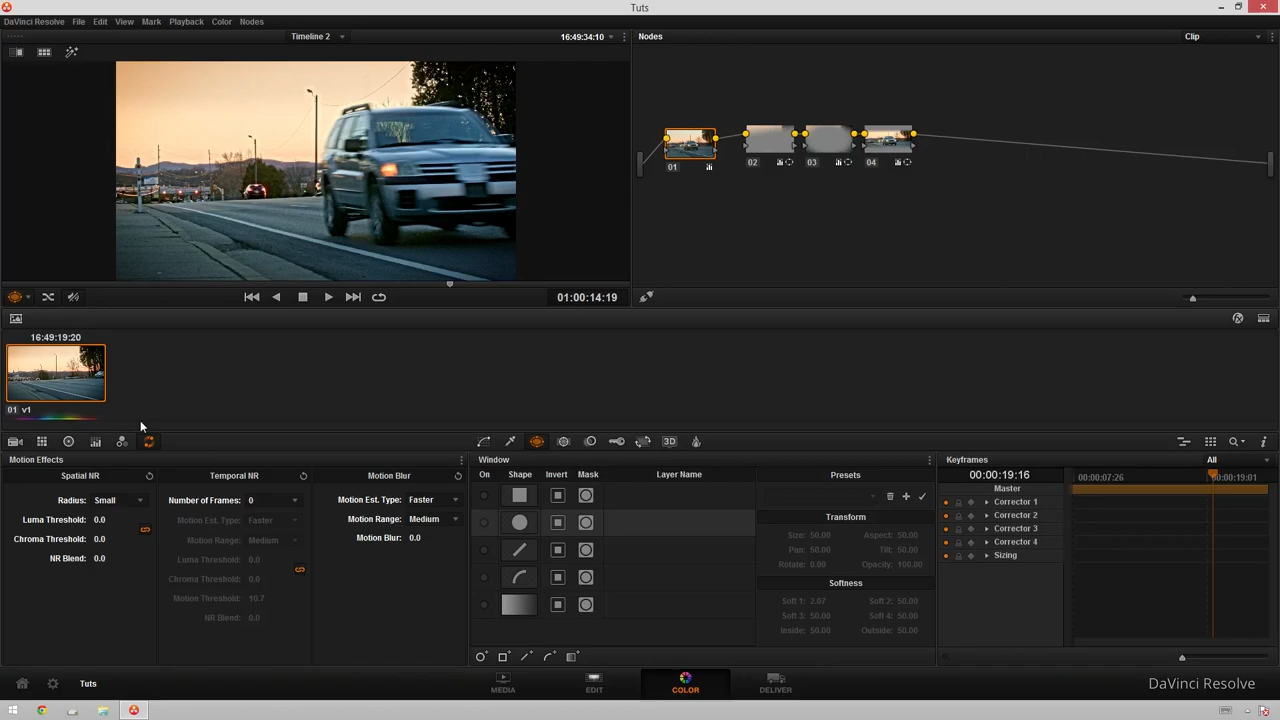 Tuts
DaVinci Resolve File Edit View Mark Playback Color Nodes
Timeline 2 16:49:34:10 Nodes Clip
01 02 03 04
01:00:14:19
16:49:19:20
01 v1
3D
Motion Effects Window Keyframes All
Spatial NR Temporal NR Motion Blur On Shape Invert Mask Layer Name Presets 00:00:19:16 00:00:07:26 00:00:19:01
Master
Radius: Small Number of Frames: 0 Motion Est. Type: Faster Corrector 1
Luma Threshold: 0.0 Motion Est. Type: Faster Motion Range: Medium Transform Corrector 2
Chroma Threshold: 0.0 Motion Range: Medium Motion Blur: 0.0 Size: 50.00 Aspect: 50.00 Corrector 3
NR Blend: 0.0 Luma Threshold: 0.0 Pan: 50.00 Tilt: 50.00 Corrector 4
Chroma Threshold: 0.0 Rotate: 0.00 Opacity: 100.00 Sizing
Motion Threshold: 10.7 Softness
NR Blend: 0.0 Soft 1: 2.07 Soft 2: 50.00
Soft 3: 50.00 Soft 4: 50.00
Inside: 50.00 Outside: 50.00
Tuts MEDIA EDIT COLOR DELIVER DaVinci Resolve